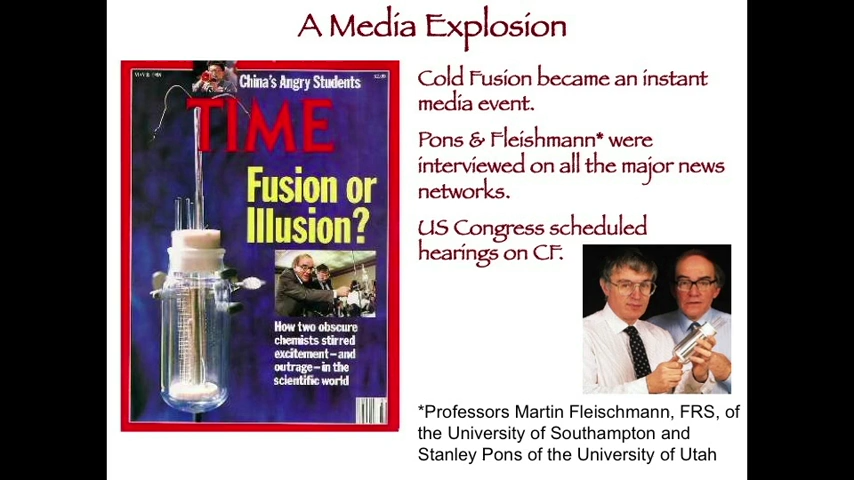 A Media Explosion
MAY 8, 1989
China's Angry Students
TIME
Fusion or
Illusion?
How two obscure
chemists stirred
excitement–and
outrage–in the
scientific world
Cold Fusion became an instant
media event.
Pons & Fleishmann* were
interviewed on all the major news
networks.
US Congress scheduled
hearings on CF.
*Professors Martin Fleischmann, FRS, of
the University of Southampton and
Stanley Pons of the University of Utah